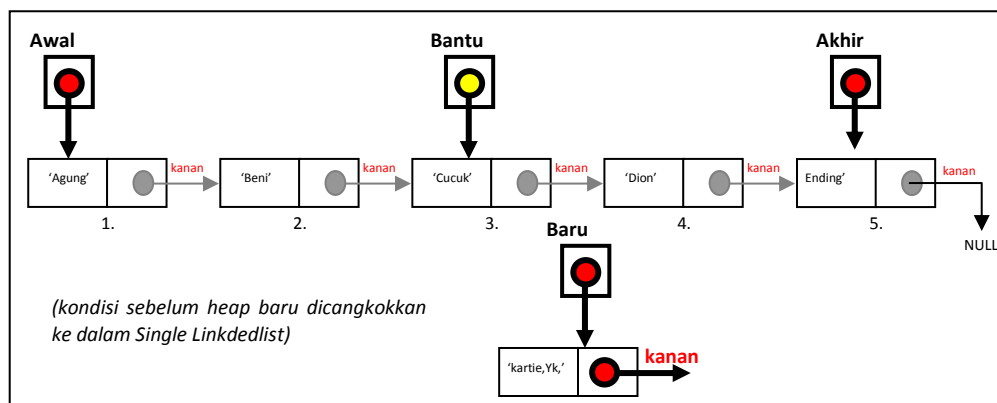 Awal Bantu Akhir
‘Agung’ kanan ‘Beni’ kanan ‘Cucuk’ kanan ‘Dion’ kanan Ending’ kanan
1. 2. 3. 4. 5.
NULL
Baru
(kondisi sebelum heap baru dicangkokkan
ke dalam Single Linkdedlist)
‘kartie,Yk,’ kanan